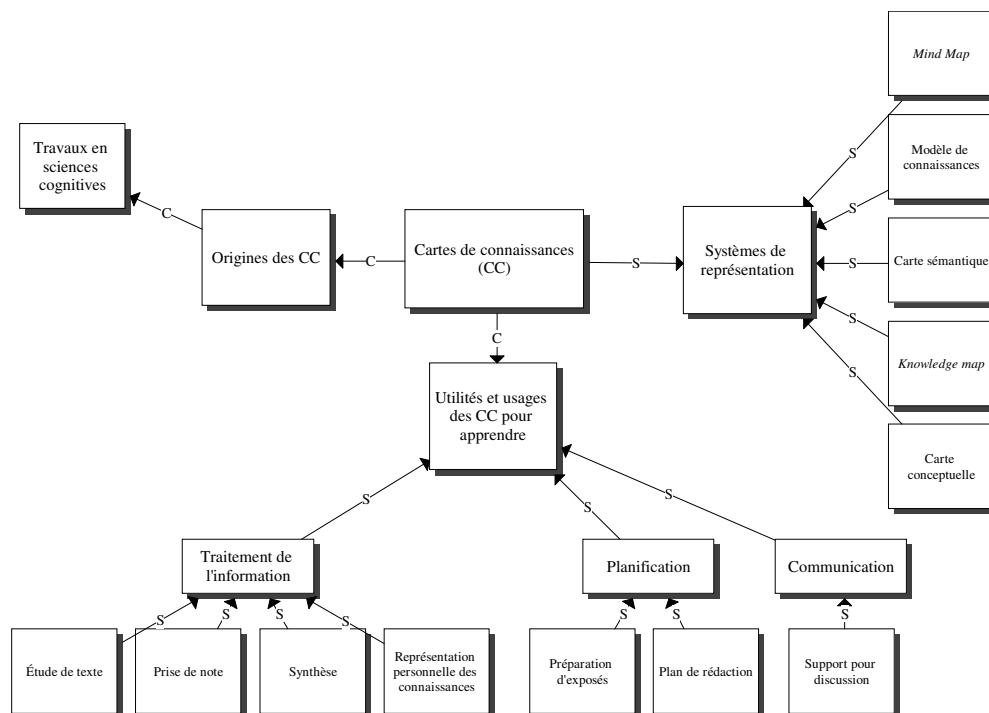 Mind Map
Modèle de
connaissances
Carte sémantique
Knowledge map
Carte
conceptuelle
S
S
S
S
S
Travaux en
sciences
cognitives
C
Origines des CC
C
Cartes de connaissances
(CC)
S
Systèmes de
représentation
C
Utilités et usages
des CC pour
apprendre
S
S
S
Traitement de
l'information
Planification
Communication
S
S
S
S
S
S
S
Étude de texte
Prise de note
Synthèse
Représentation
personnelle des
connaissances
Préparation
d'exposés
Plan de rédaction
Support pour
discussion